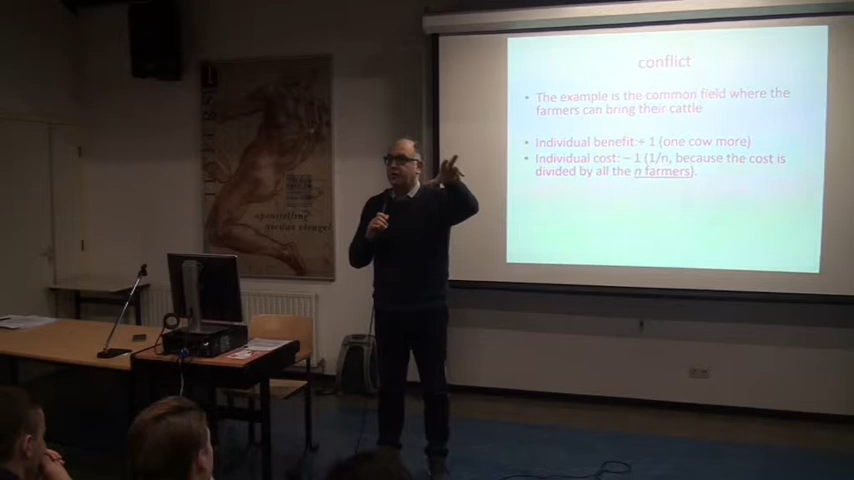 conflict
• The example is the common field where the
farmers can bring their cattle
• Individual benefit:+ 1 (one cow more)
• Individual cost: – 1 (1/n, because the cost is
divided by all the n farmers).